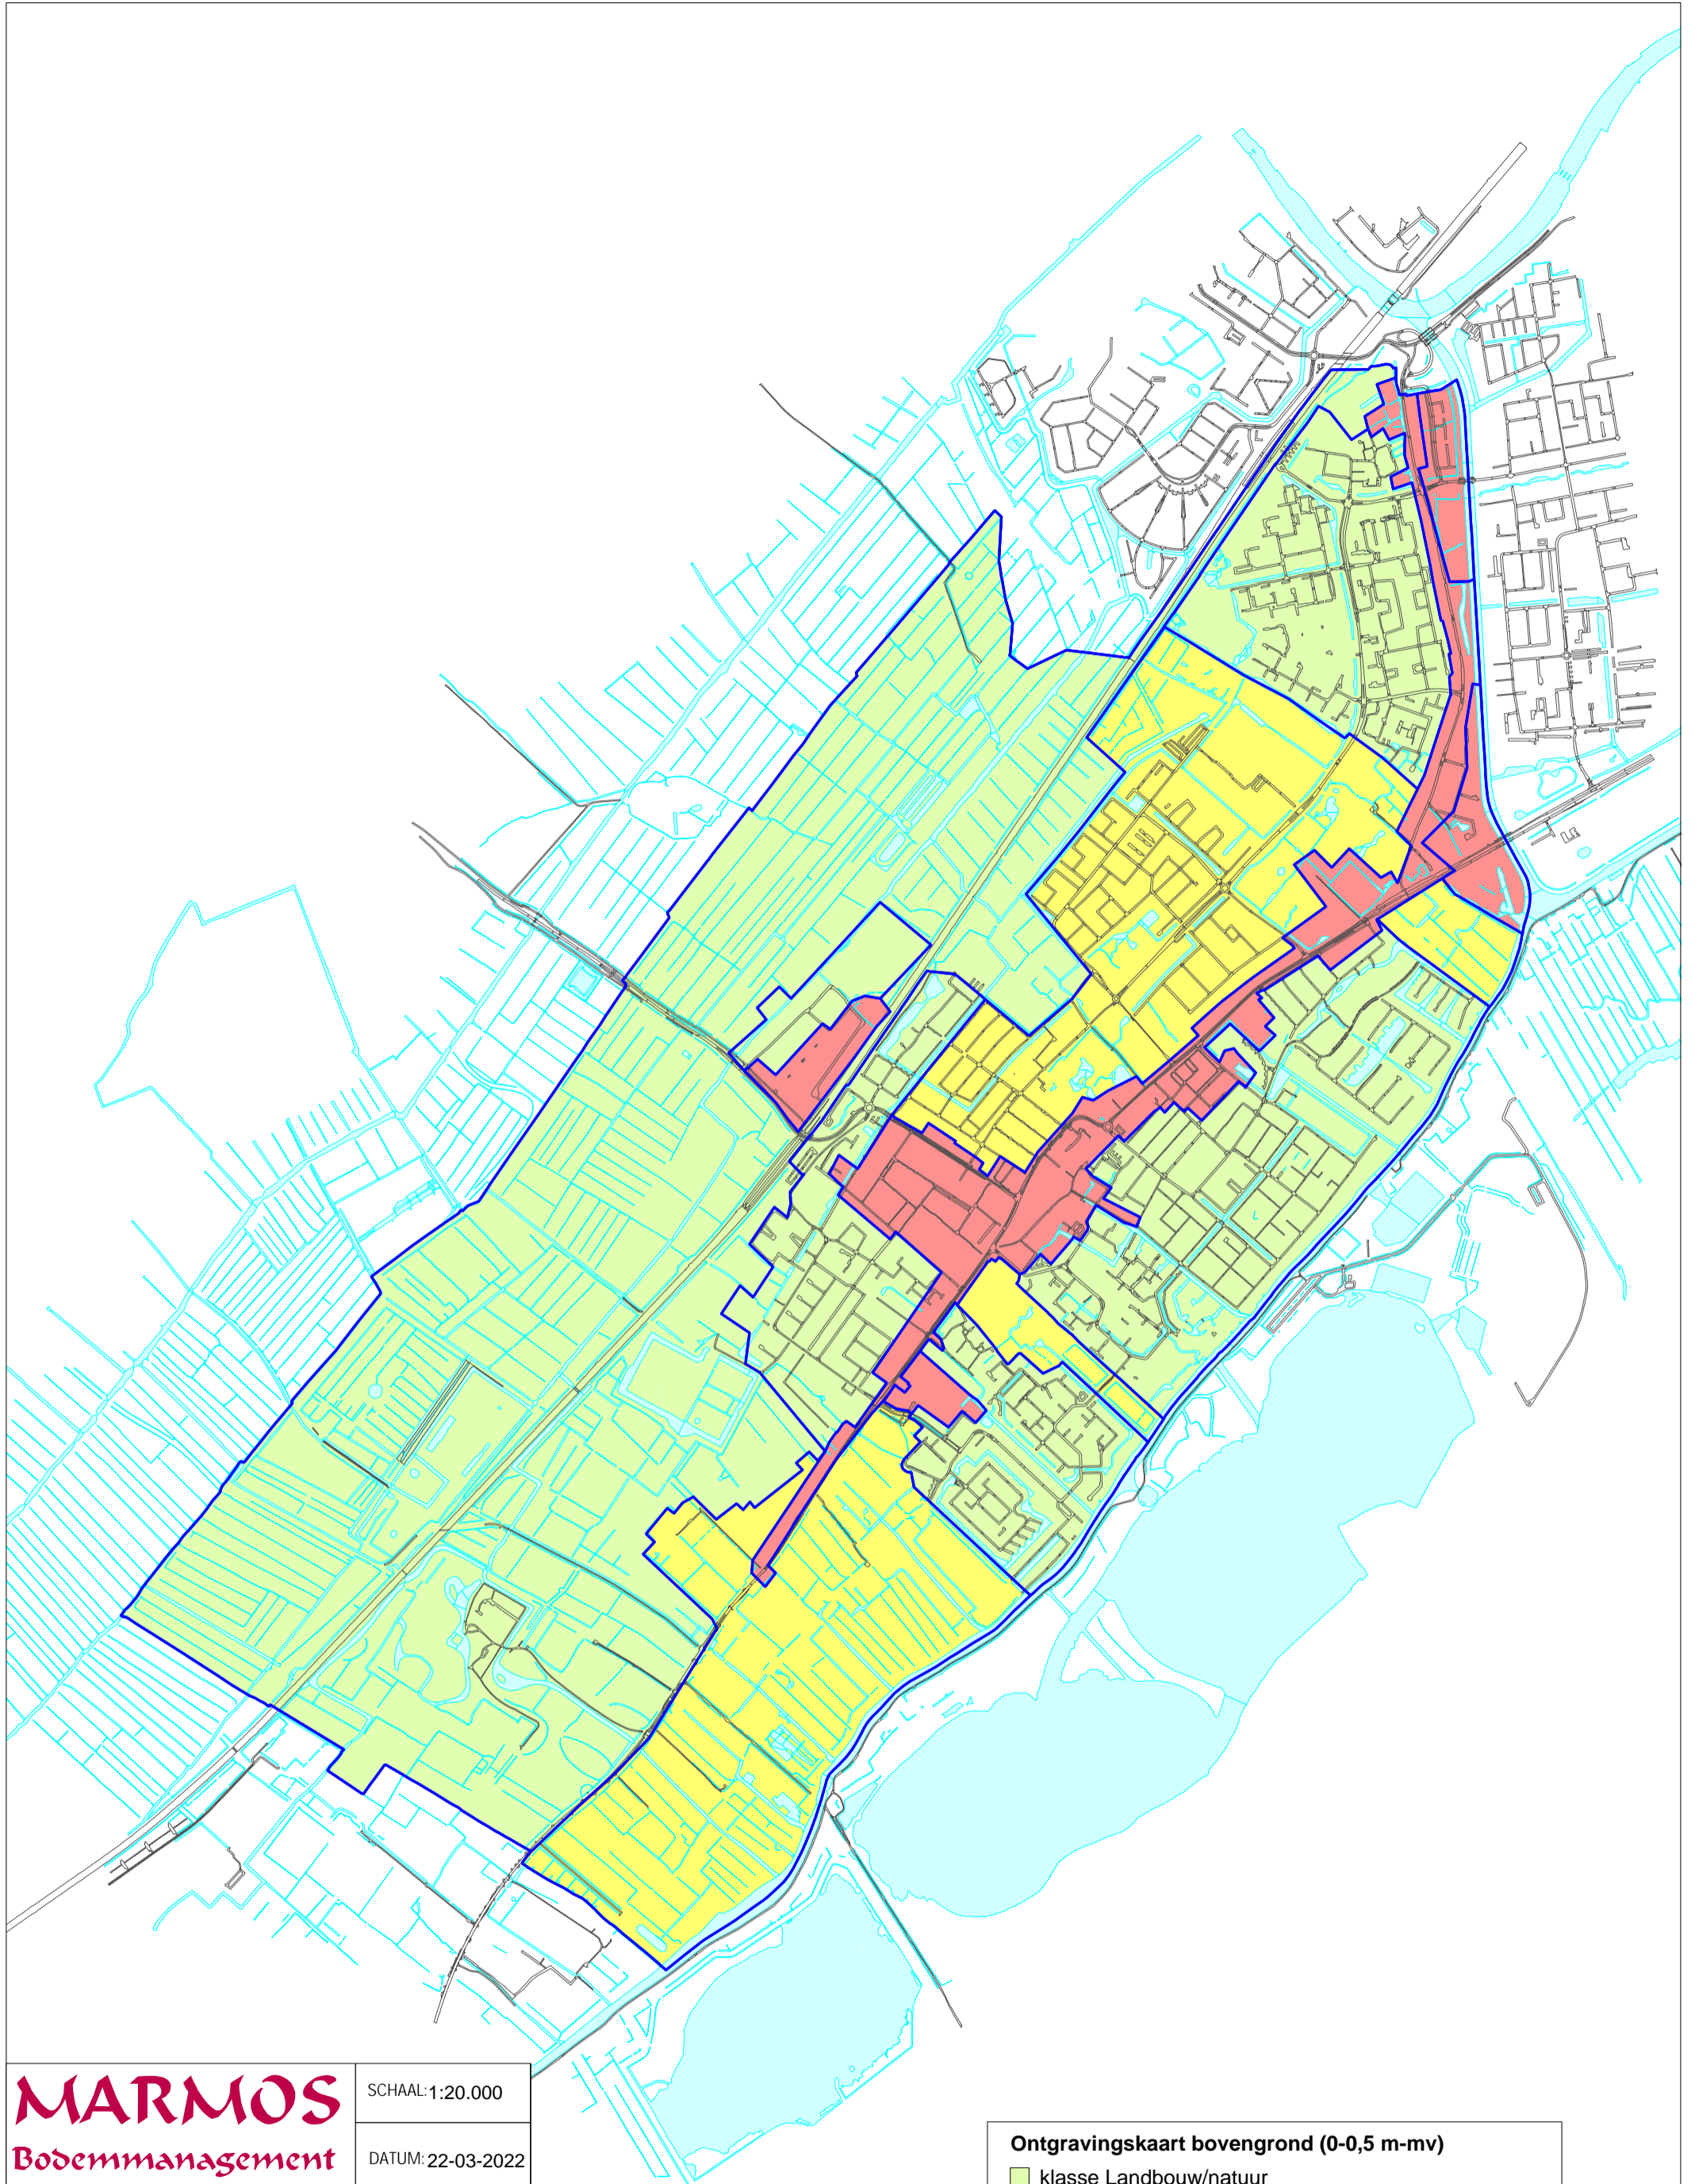 MARMOS
Bodemmanagement
SCHAAL: 1:20.000
DATUM: 22-03-2022
Ontgravingskaart bovengrond (0-0,5 m-mv)
klasse Landbouw/natuur